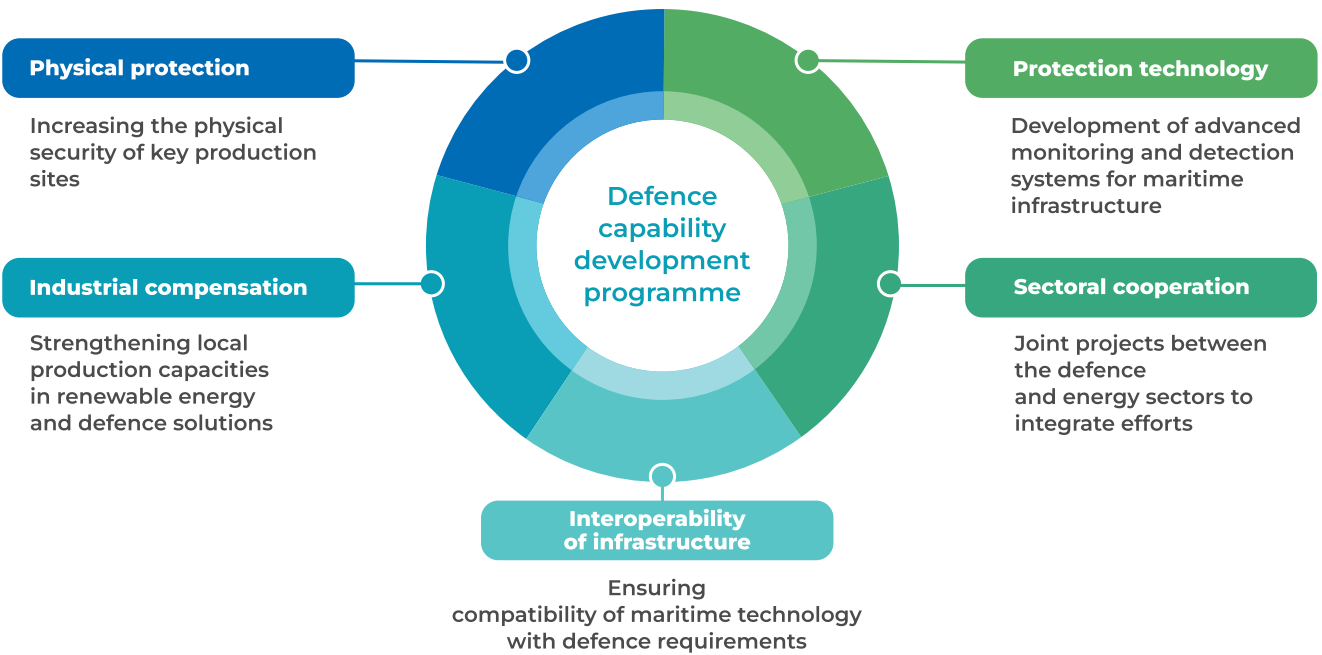 Physical protection
Increasing the physical
security of key production
sites
Industrial compensation
Strengthening local
production capacities
in renewable energy
and defence solutions
Defence
capability
development
programme
Protection technology
Development of advanced
monitoring and detection
systems for maritime
infrastructure
Sectoral cooperation
Joint projects between
the defence
and energy sectors to
integrate efforts
Interoperability
of infrastructure
Ensuring
compatibility of maritime technology
with defence requirements